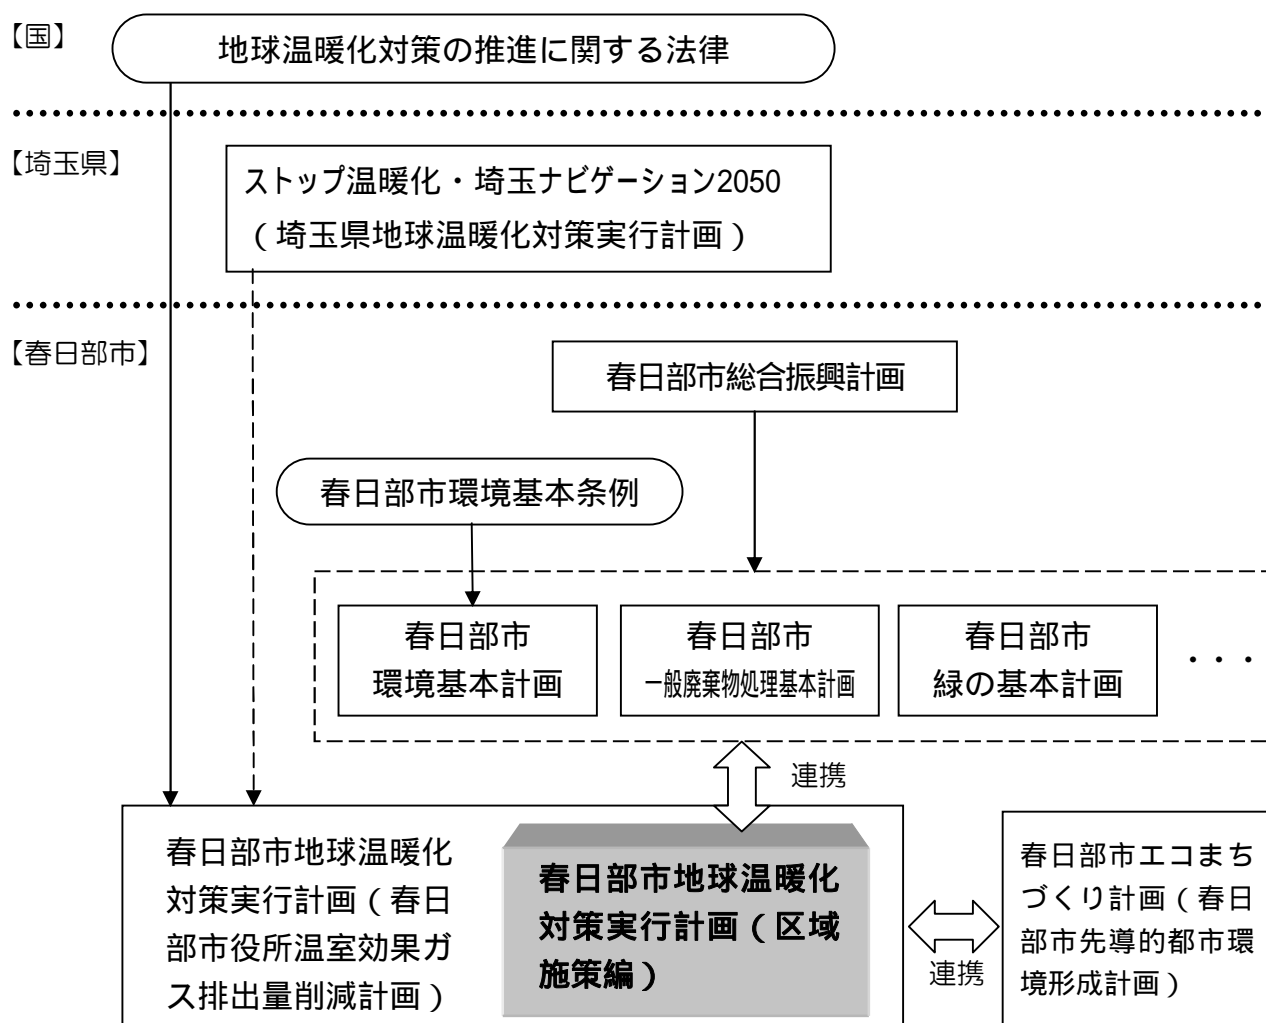 【国】
地球温暖化対策の推進に関する法律
【埼玉県】
ストップ温暖化・埼玉ナビゲーション2050
（埼玉県地球温暖化対策実行計画）
【春日部市】
春日部市総合振興計画
春日部市環境基本条例
春日部市
環境基本計画
春日部市
一般廃棄物処理基本計画
春日部市
緑の基本計画
・・・
連携
春日部市地球温暖化
対策実行計画（春日
部市役所温室効果ガ
ス排出量削減計画）
春日部市地球温暖化
対策実行計画（区域
施策編）
連携
春日部市エコまち
づくり計画（春日
部市先導的都市環
境形成計画）